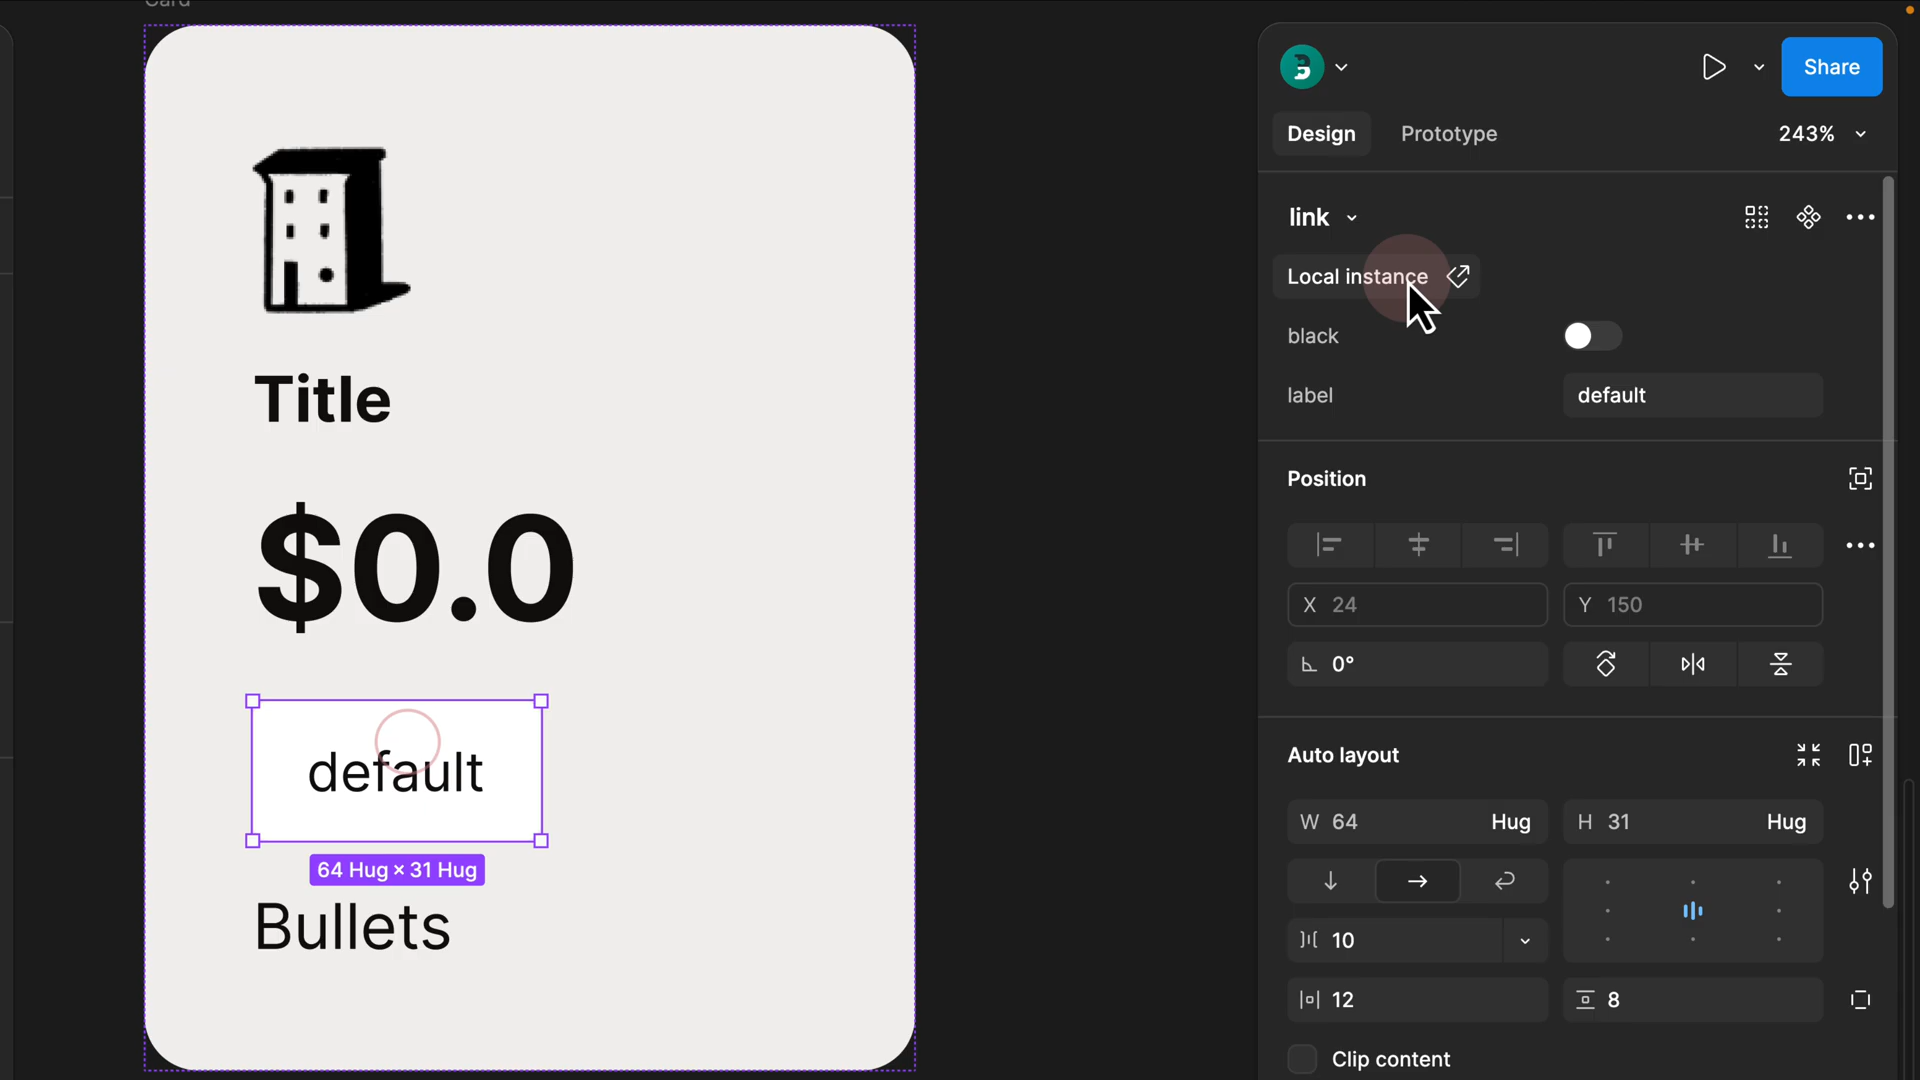 Card
Title
$0.0
default
64 Hug × 31 Hug
Bullets
Share
Design
Prototype
243%
link
Local instance
black
label
default
Position
X 24
Y 150
0°
Auto layout
W 64 Hug
H 31 Hug
10
12
8
Clip content